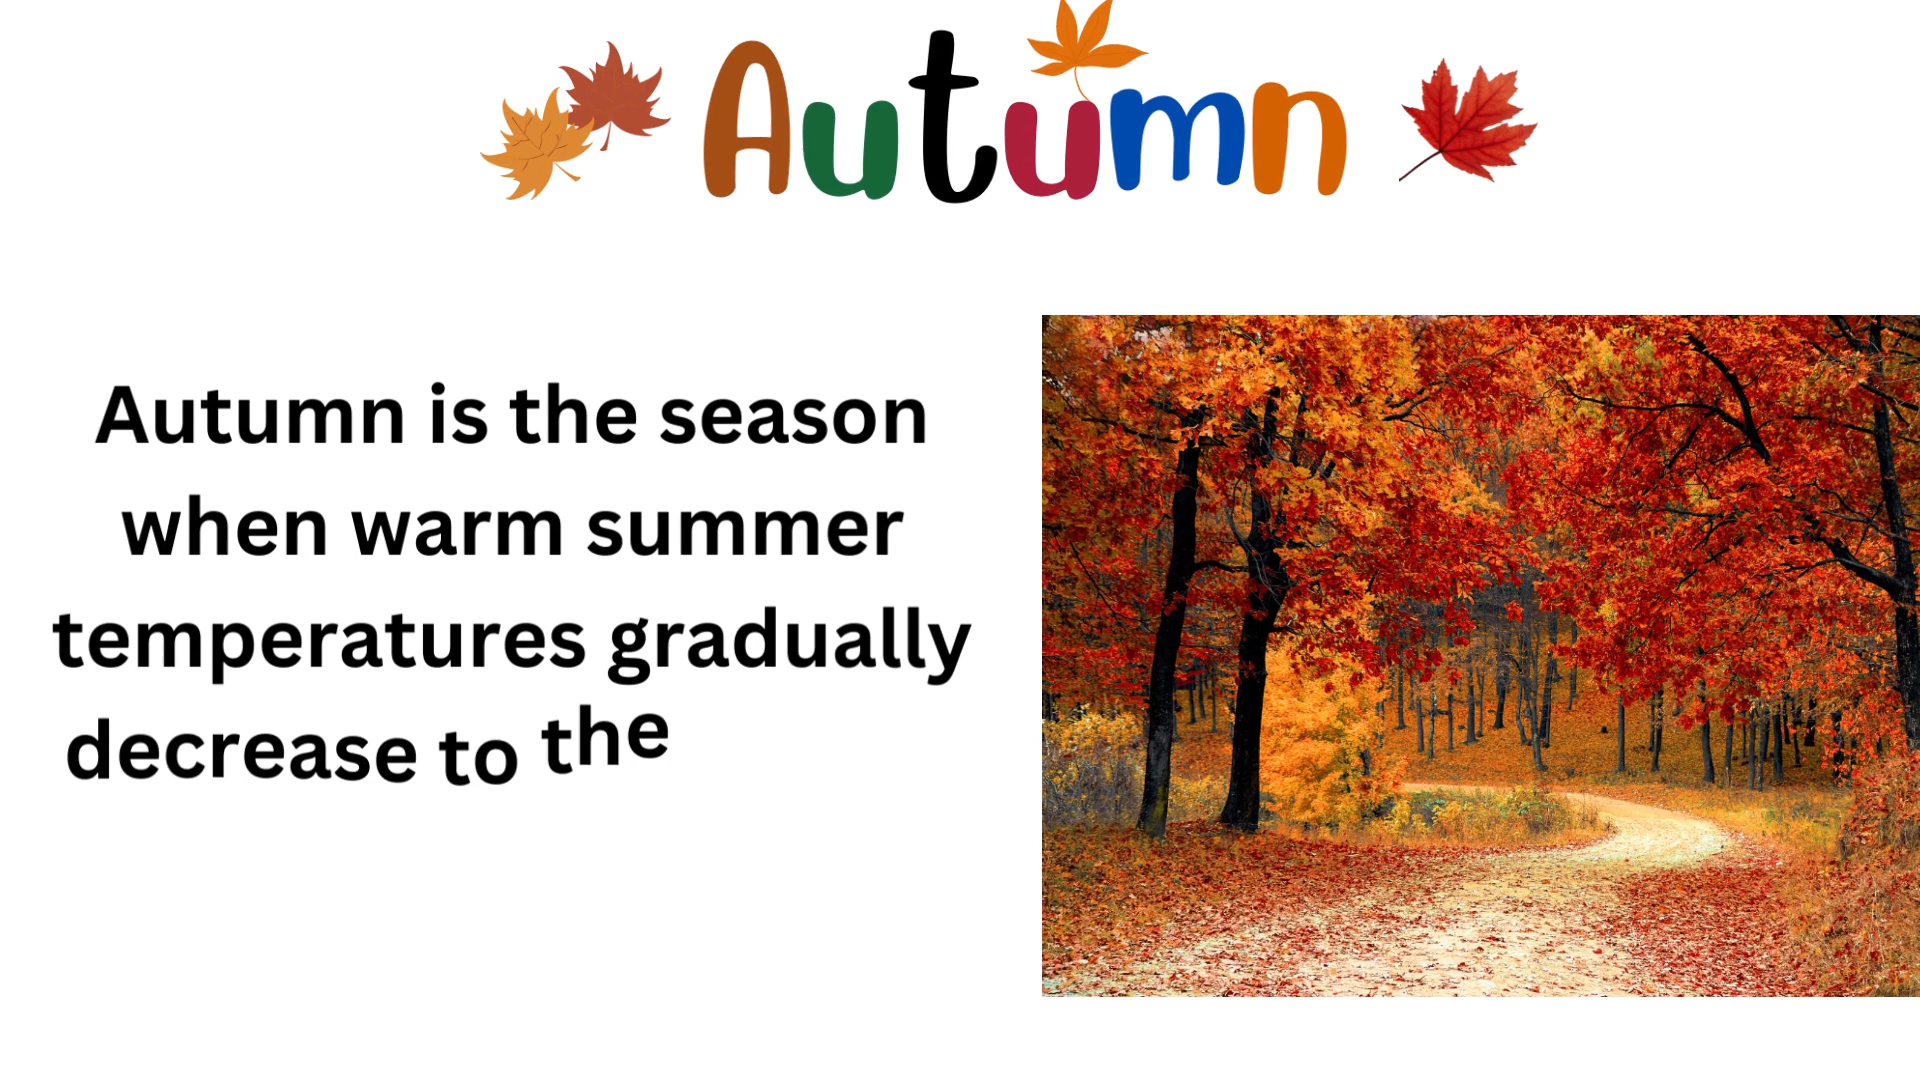 Autumn
Autumn is the season
when warm summer
temperatures gradually
decrease to the